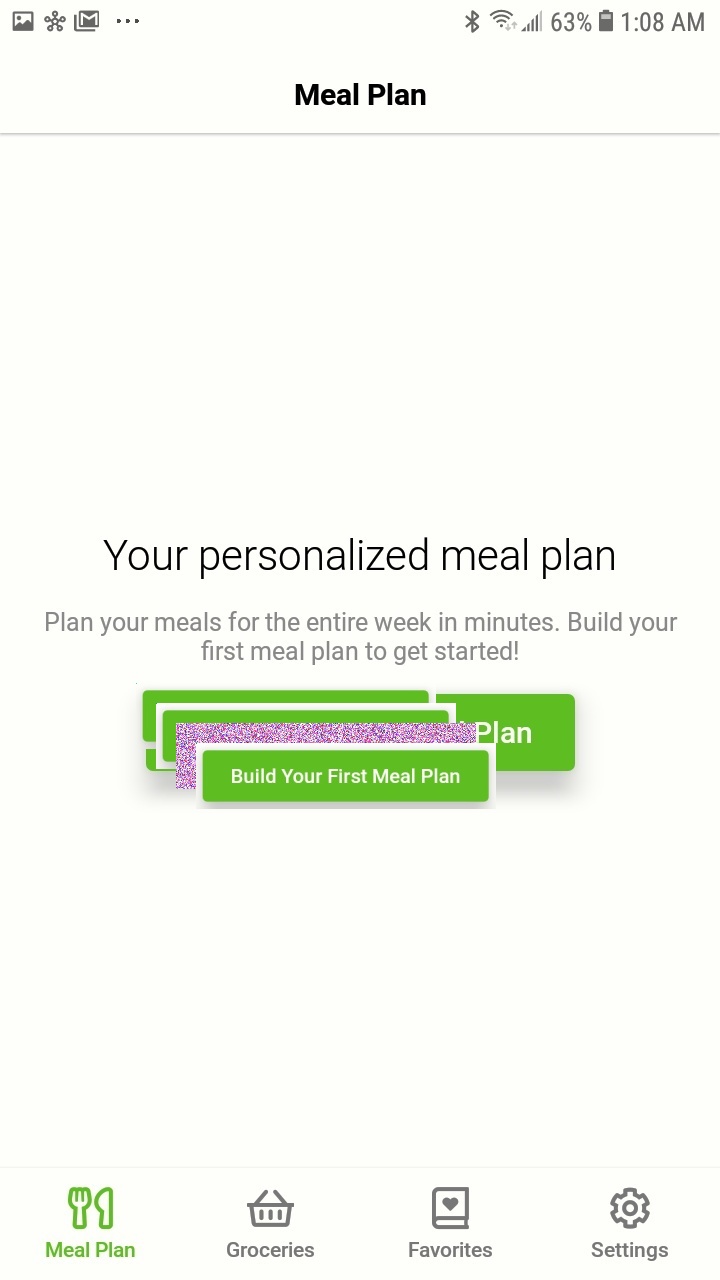 63% 1:08 AM
Meal Plan
Your personalized meal plan
Plan your meals for the entire week in minutes. Build your
first meal plan to get started!
Plan
Build Your First Meal Plan
Meal Plan Groceries Favorites Settings